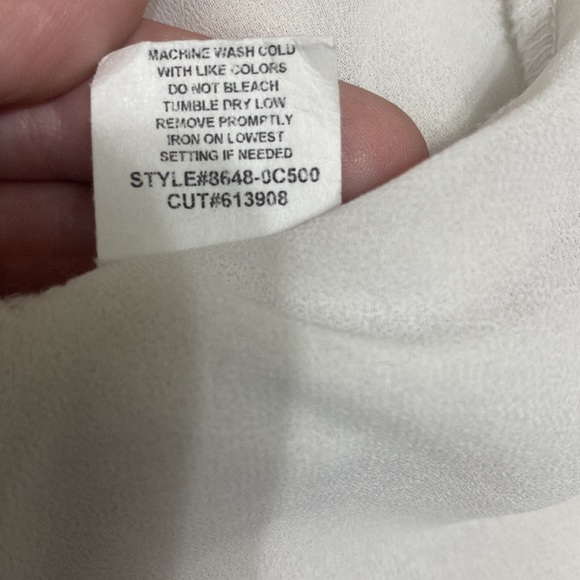 MACHINE WASH COLD
WITH LIKE COLORS
DO NOT BLEACH
TUMBLE DRY LOW
REMOVE PROMPTLY
IRON ON LOWEST
SETTING IF NEEDED
STYLE#8648-0C500
CUT#613908